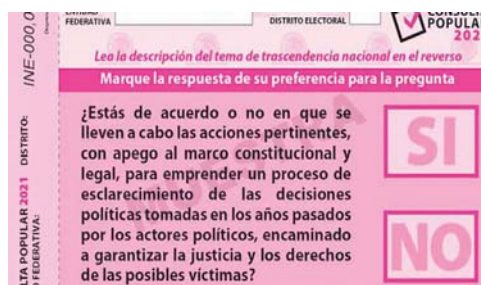 FEDERATIVA
DISTRITO ELECTORAL
POPULAR
202
Lea la descripción del tema de trascendencia nacional en el reverso
Marque la respuesta de su preferencia para la pregunta
¿Estás de acuerdo o no en que se
lleven a cabo las acciones pertinentes,
con apego al marco constitucional y
legal, para emprender un proceso de
esclarecimiento de las decisiones
políticas tomadas en los años pasados
por los actores políticos, encaminado
a garantizar la justicia y los derechos
de las posibles víctimas?
SI
NO
MUESTRA
INE-000,0
LTA POPULAR 2021 DISTRITO:
FEDERATIVA: